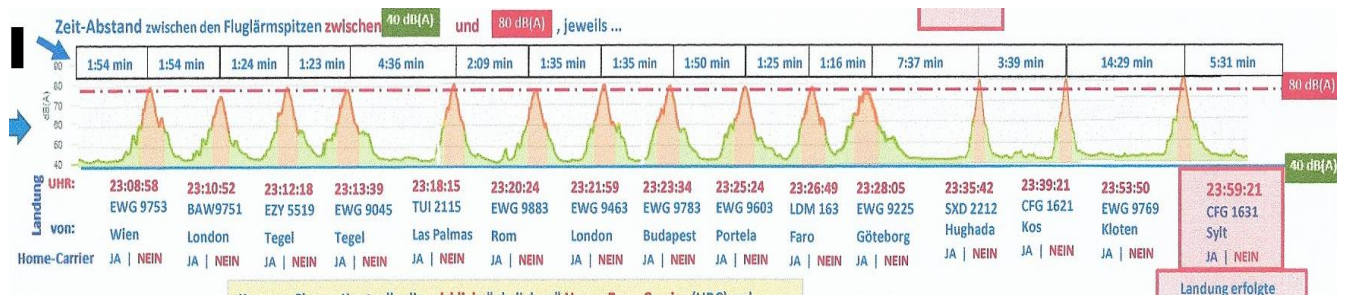 Zeit-Abstand zwischen den Fluglärmspitzen zwischen 40 dB(A) und 80 dB(A) , jeweils ...
1:54 min 1:54 min 1:24 min 1:23 min 4:36 min 2:09 min 1:35 min 1:35 min 1:50 min 1:25 min 1:16 min 7:37 min 3:39 min 14:29 min 5:31 min
90
80
80 dB(A)
70
dB(A)
60
50
40
40 dB(A)
Landung
UHR: 23:08:58 23:10:52 23:12:18 23:13:39 23:18:15 23:20:24 23:21:59 23:23:34 23:25:24 23:26:49 23:28:05 23:35:42 23:39:21 23:53:50 23:59:21
EWG 9753 BAW9751 EZY 5519 EWG 9045 TUI 2115 EWG 9883 EWG 9463 EWG 9783 EWG 9603 LDM 163 EWG 9225 SXD 2212 CFG 1621 EWG 9769 CFG 1631
von: Wien London Tegel Tegel Las Palmas Rom London Budapest Portela Faro Göteborg Hughada Kos Kloten Sylt
Home-Carrier JA | NEIN JA | NEIN JA | NEIN JA | NEIN JA | NEIN JA | NEIN JA | NEIN JA | NEIN JA | NEIN JA | NEIN JA | NEIN JA | NEIN JA | NEIN JA | NEIN JA | NEIN
Landung erfolgte